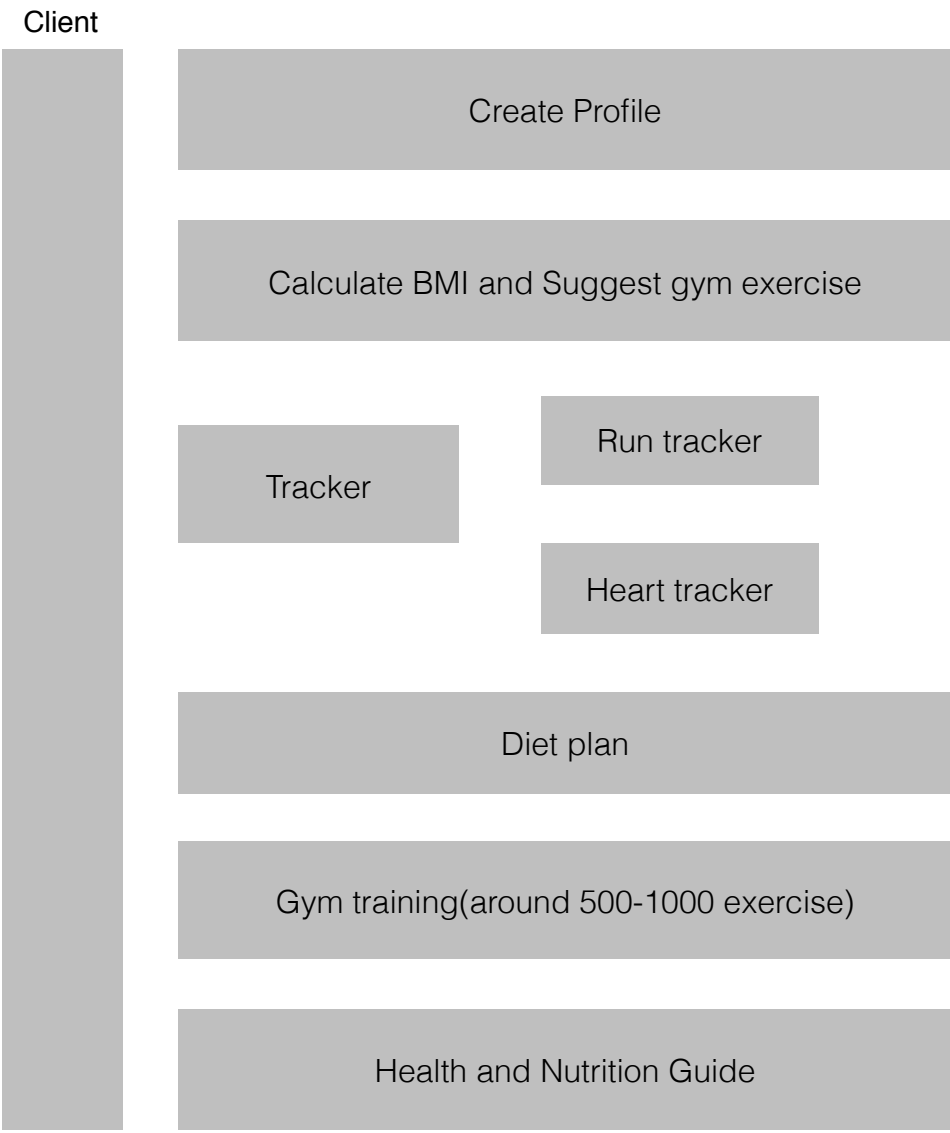 Client
Create Profile
Calculate BMI and Suggest gym exercise
Tracker
Run tracker
Heart tracker
Diet plan
Gym training(around 500-1000 exercise)
Health and Nutrition Guide